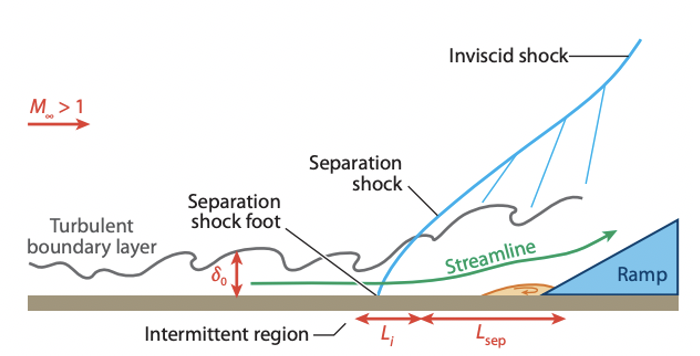 Inviscid shock
M∞ > 1
Separation
shock
Separation
shock foot
Turbulent
boundary layer
δ₀
Streamline
Ramp
Intermittent region
Lᵢ
Lsep